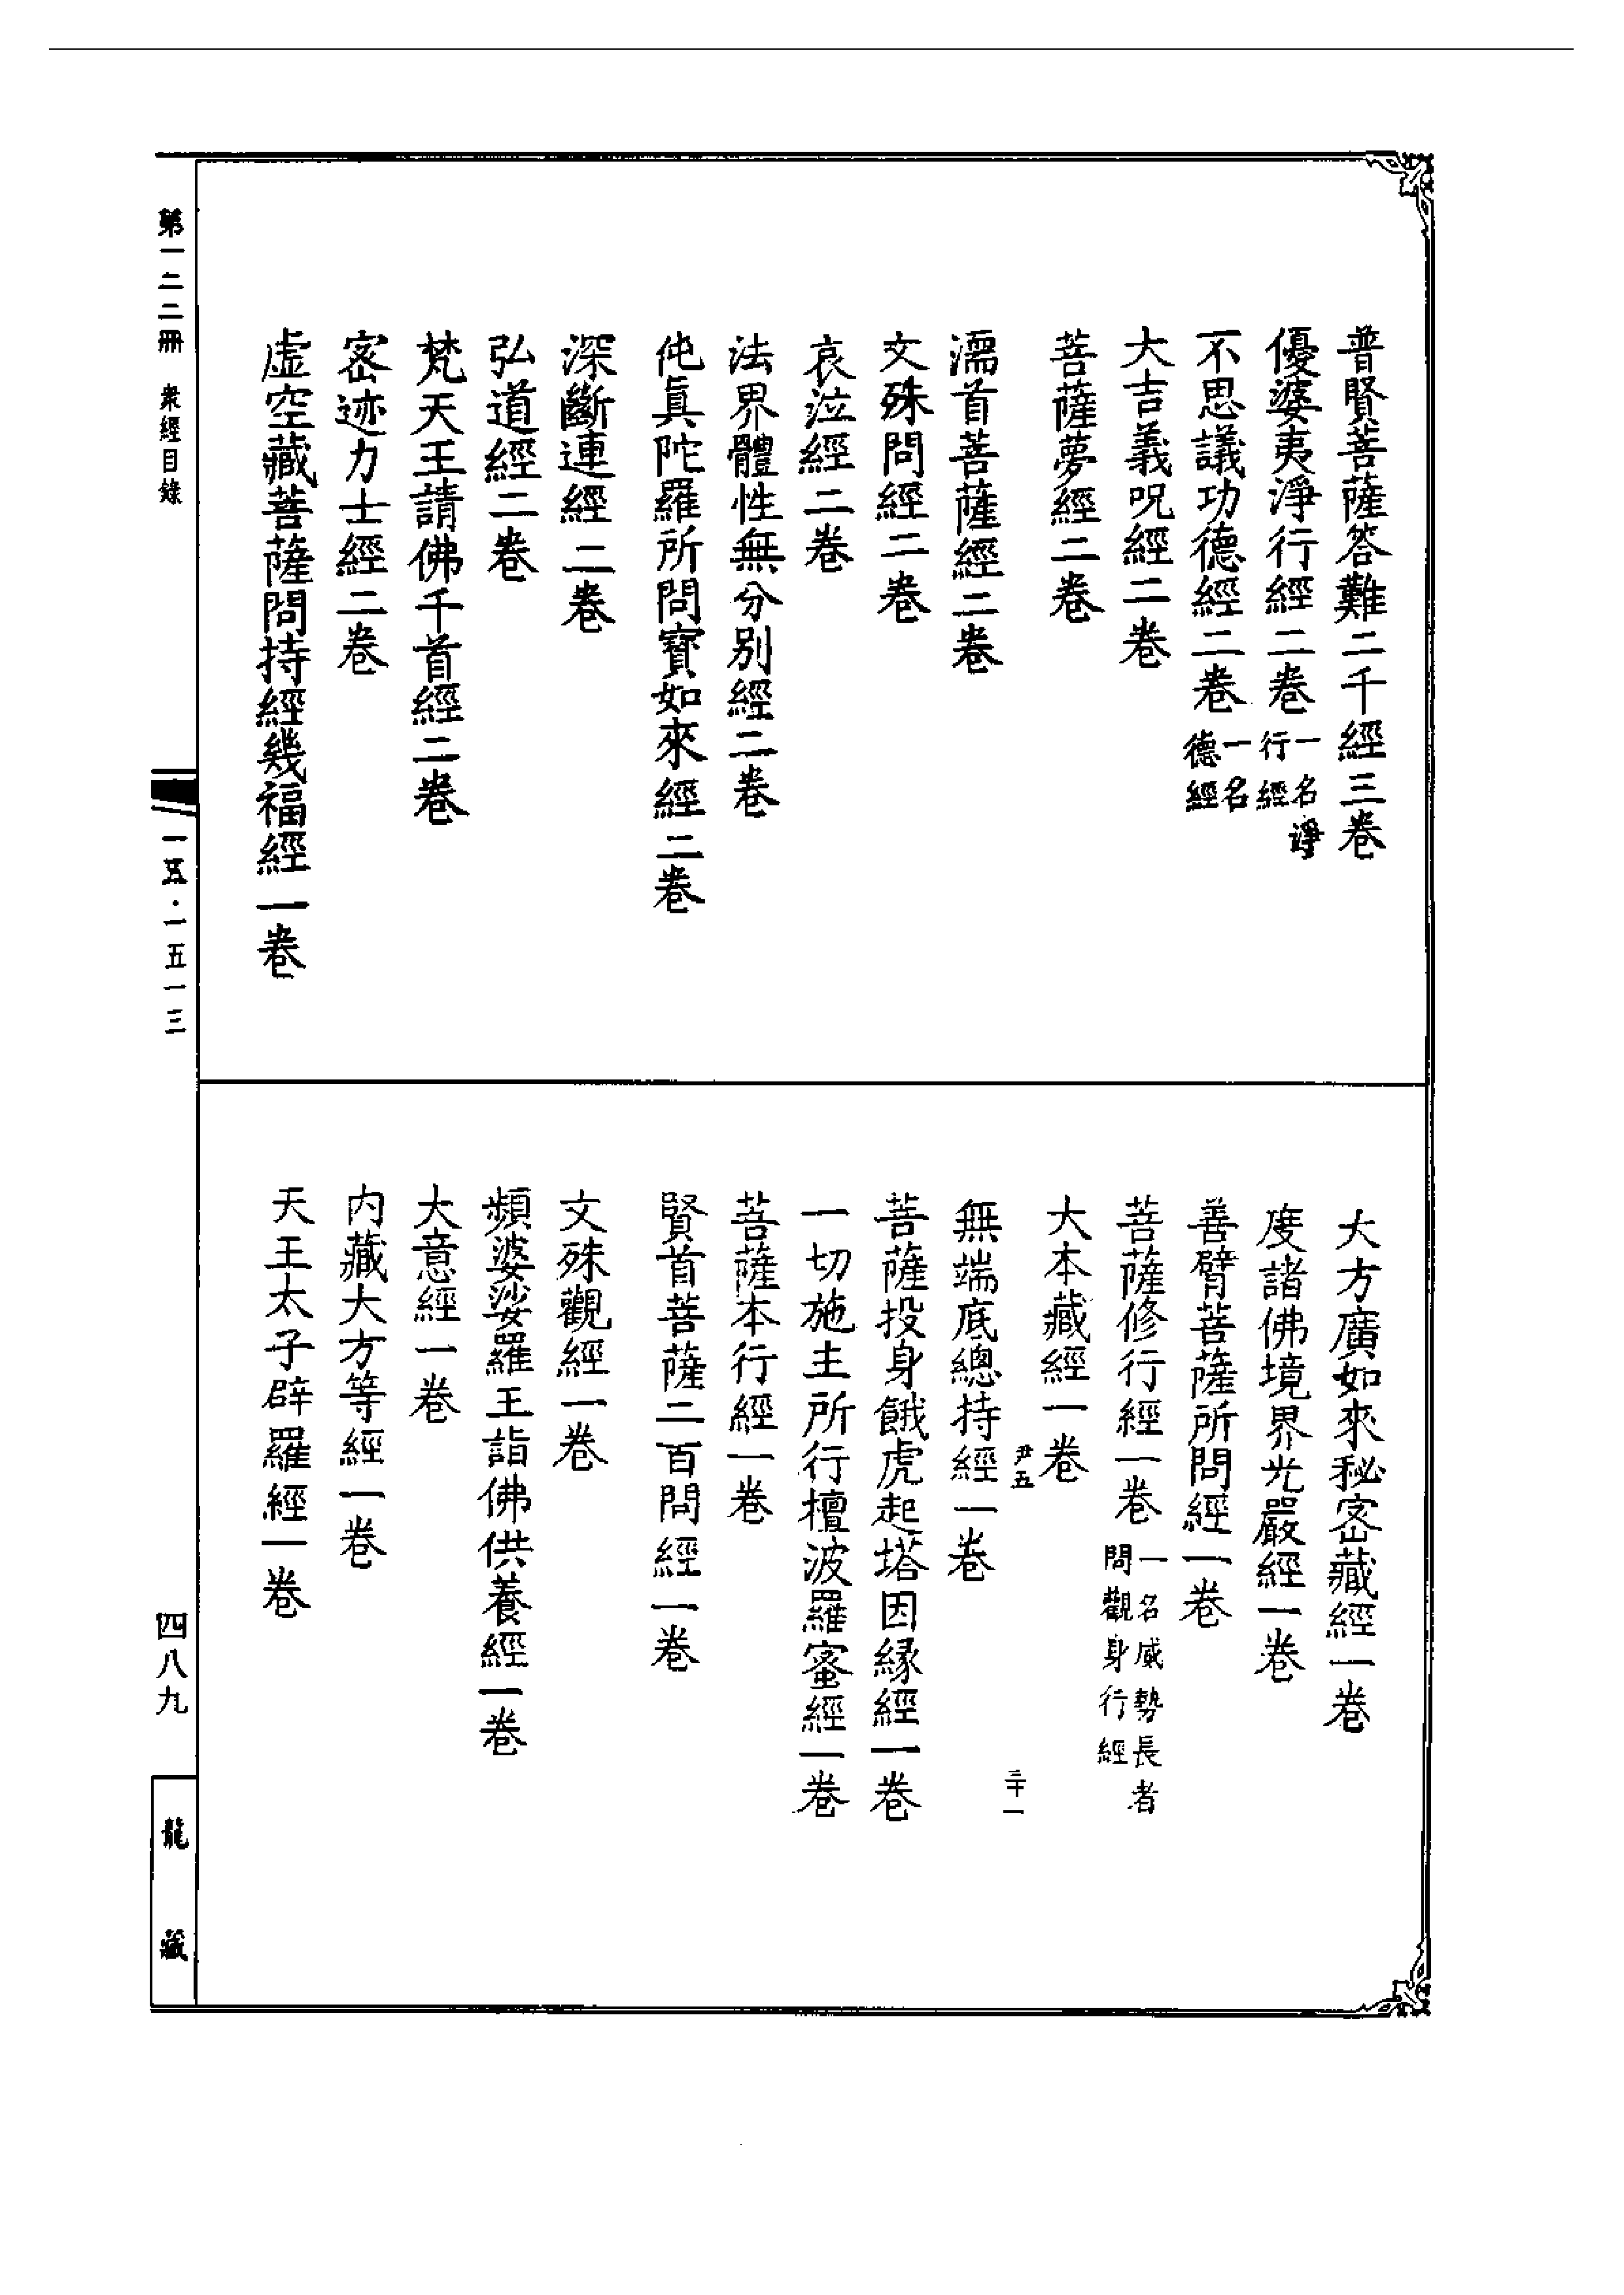 普賢菩薩答難二千經三卷
優婆夷淨行經二卷一名淨行經
不思議功德經二卷一名德經
大吉義呪經二卷
菩薩夢經二卷
濡首菩薩經二卷
文殊問經二卷
哀泣經二卷
法界體性無分別經二卷
伅眞陀羅所問寶如來經二卷
深斷連經二卷
弘道經二卷
梵天王請佛千首經二卷
密迹力士經二卷
虛空藏菩薩問持經幾福經一卷
大方廣如來秘密藏經一卷
度諸佛境界光嚴經一卷
善臂菩薩所問經一卷
菩薩修行經一卷一名威勢長者問觀身行經
大本藏經一卷
尹五 三十一
無端底總持經一卷
菩薩投身餓虎起塔因緣經一卷
一切施主所行檀波羅蜜經一卷
菩薩本行經一卷
賢首菩薩二百問經一卷
文殊觀經一卷
頻婆娑羅王詣佛供養經一卷
大意經一卷
內藏大方等經一卷
天王太子辟羅經一卷
第一二二冊 衆經目錄 一五五·一五一三 四八九 龍藏